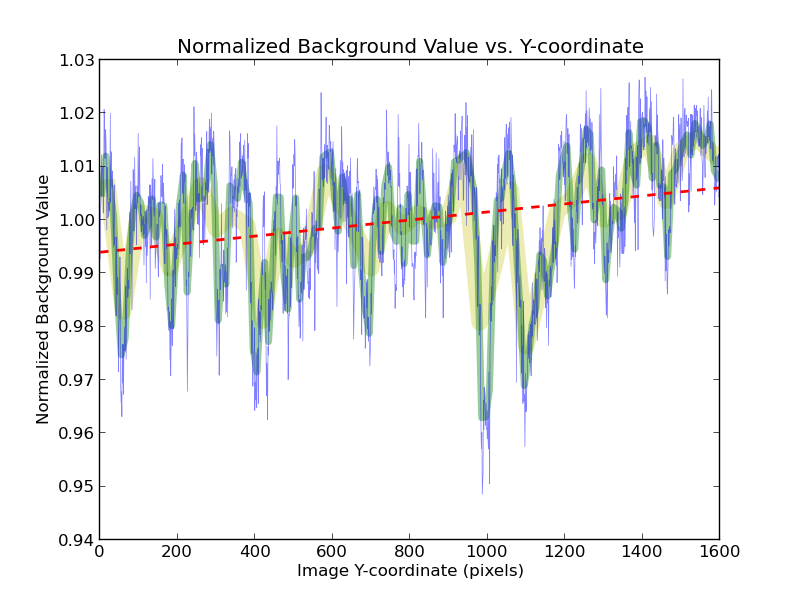 Normalized Background Value vs. Y-coordinate
1.03
1.02
1.01
1.00
0.99
0.98
0.97
0.96
0.95
0.94
Normalized Background Value
0 200 400 600 800 1000 1200 1400 1600
Image Y-coordinate (pixels)